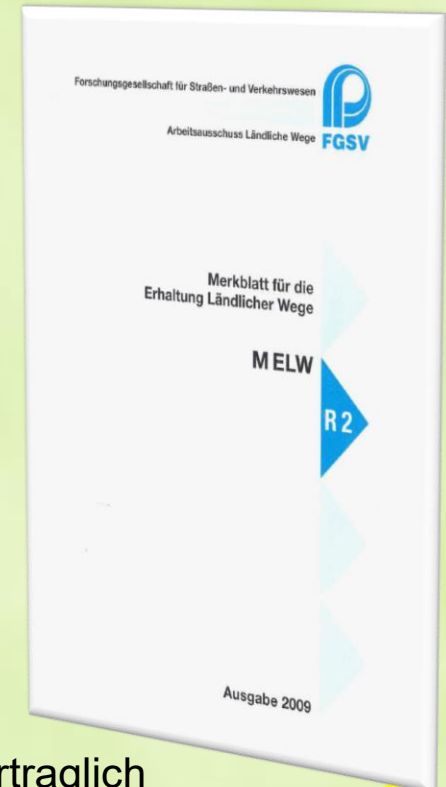 Forschungsgesellschaft für Straßen- und Verkehrswesen
Arbeitsausschuss Ländliche Wege
FGSV
Merkblatt für die
Erhaltung Ländlicher Wege
M ELW
R 2
Ausgabe 2009